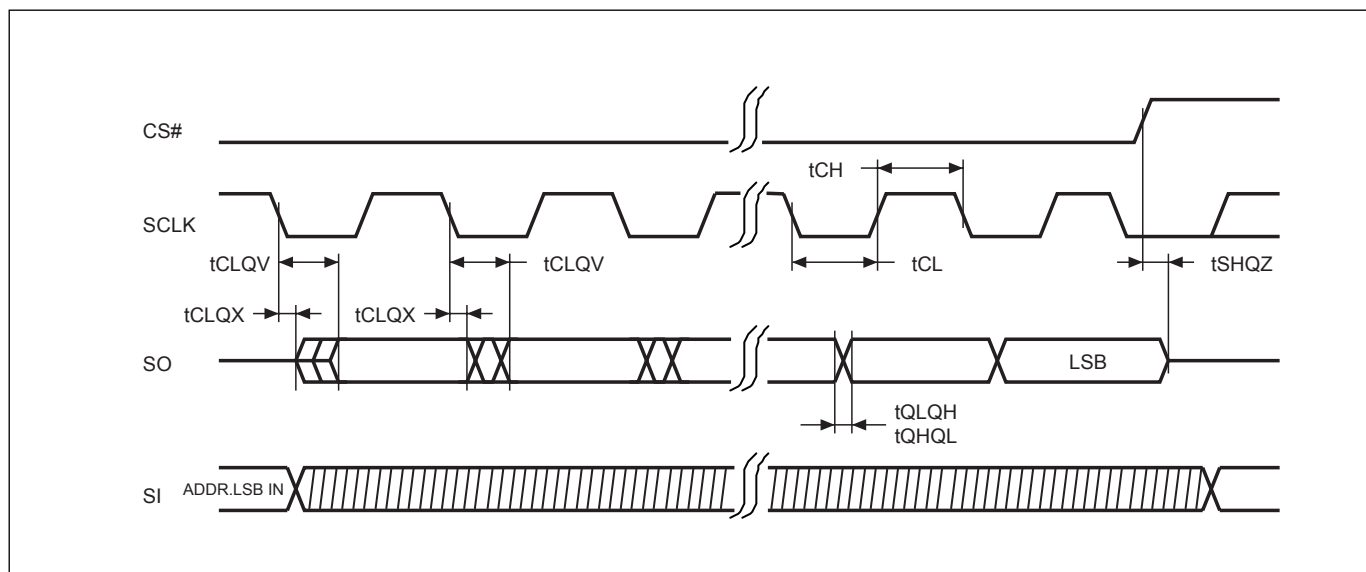 CS#
tCH
SCLK
tCLQV
tCLQV
tCL
tSHQZ
tCLQX
tCLQX
SO
LSB
tQLQH
tQHQL
SI
ADDR.LSB IN